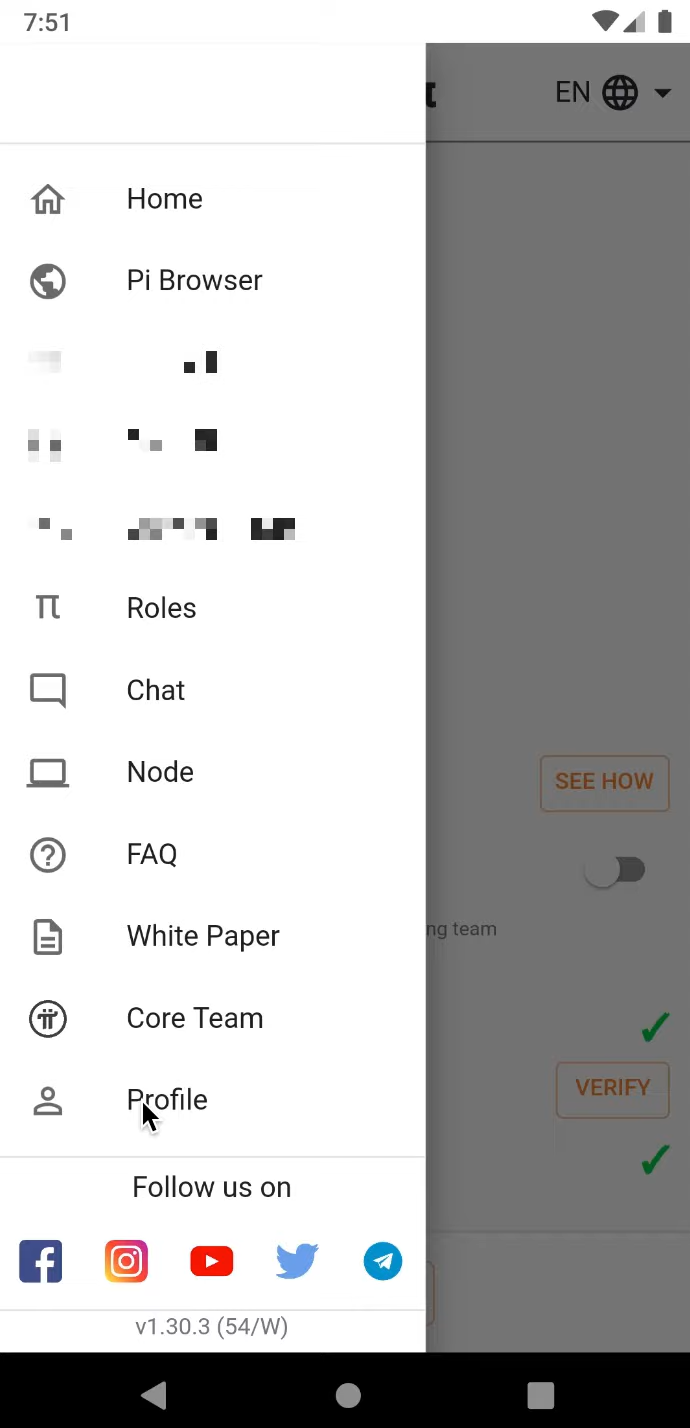 7:51
EN
Home
Pi Browser
Roles
Chat
Node
SEE HOW
FAQ
White Paper
ng team
Core Team
Profile
VERIFY
Follow us on
v1.30.3 (54/W)